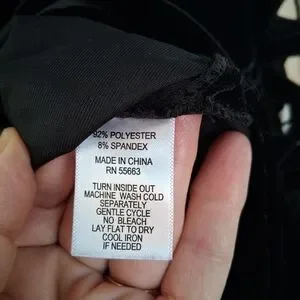 92% POLYESTER
8% SPANDEX
MADE IN CHINA
RN 55663
TURN INSIDE OUT
MACHINE WASH COLD
SEPARATELY
GENTLE CYCLE
NO BLEACH
LAY FLAT TO DRY
COOL IRON
IF NEEDED